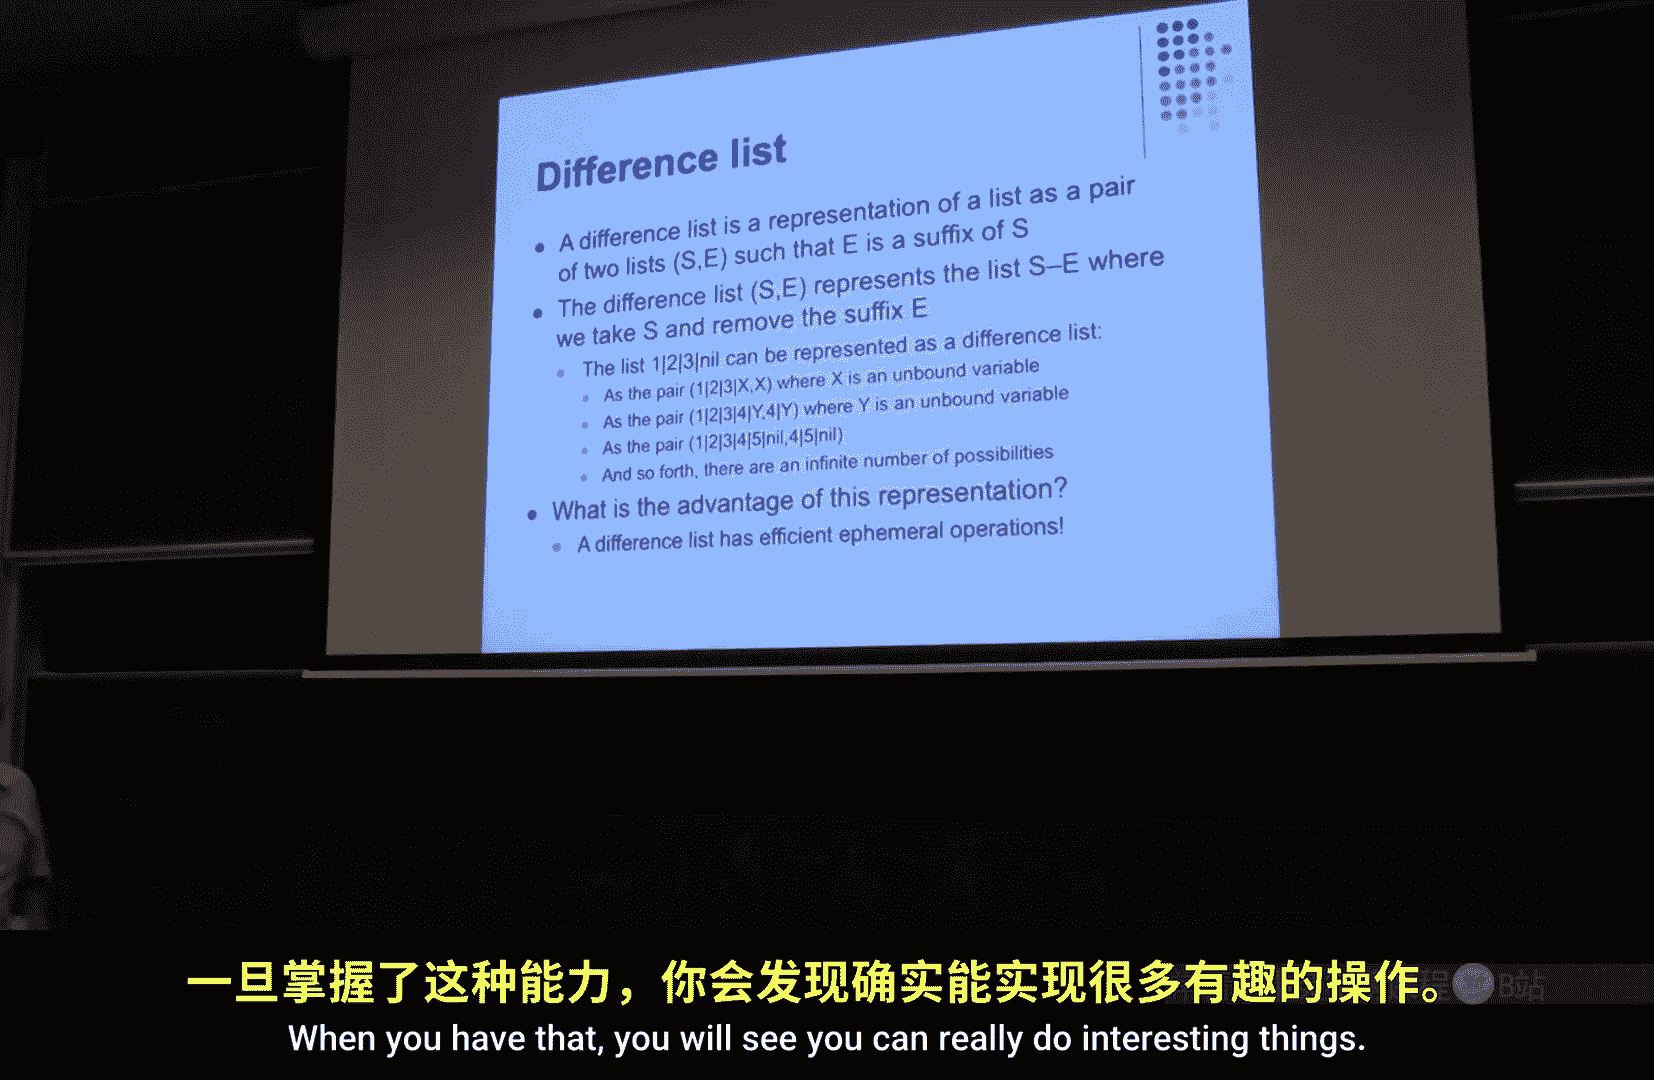 Difference list
A difference list is a representation of a list as a pair
of two lists (S,E) such that E is a suffix of S
The difference list (S,E) represents the list S–E where
we take S and remove the suffix E
The list 1|2|3|nil can be represented as a difference list:
As the pair (1|2|3|X,X) where X is an unbound variable
As the pair (1|2|3|4|Y,4|Y) where Y is an unbound variable
As the pair (1|2|3|4|5|nil,4|5|nil)
And so forth, there are an infinite number of possibilities
What is the advantage of this representation?
A difference list has efficient ephemeral operations!
一旦掌握了这种能力，你会发现确实能实现很多有趣的操作。
B站
When you have that, you will see you can really do interesting things.